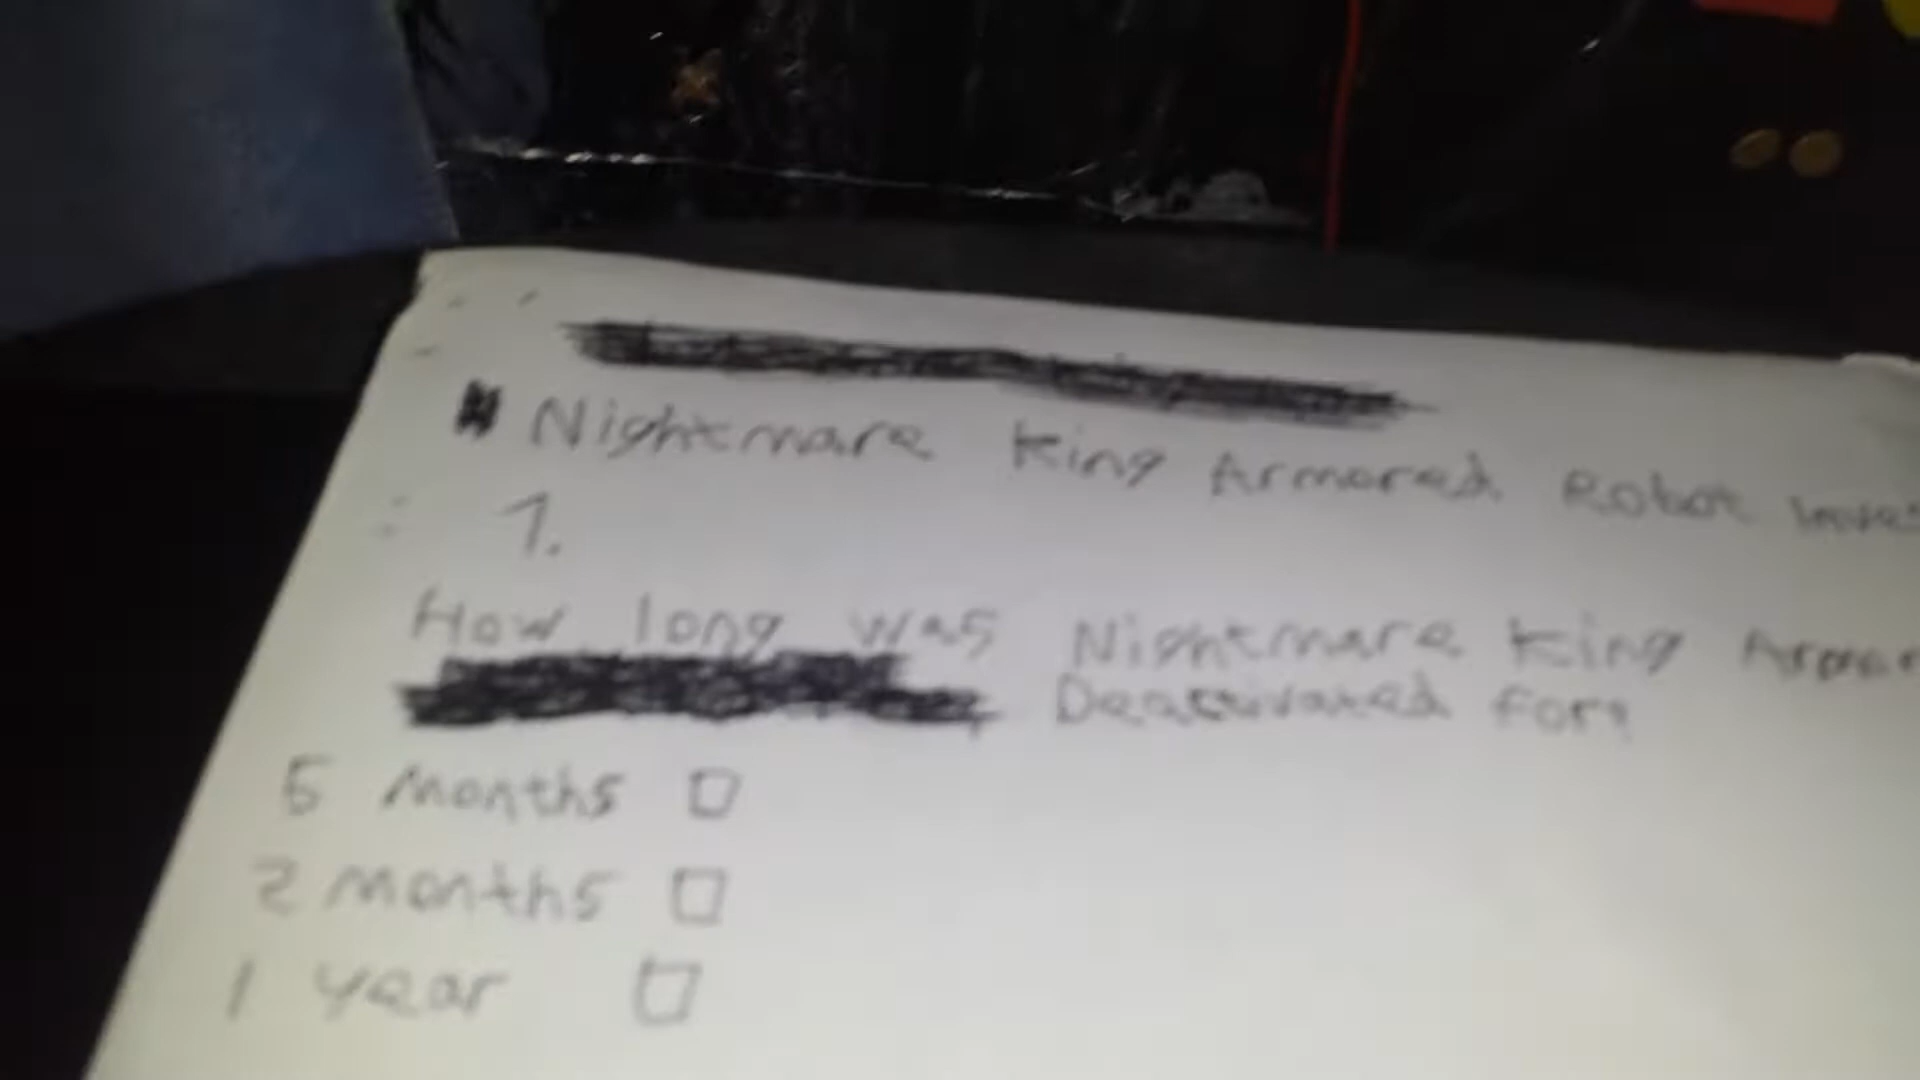 Nightmare King Armored Robot
1.
How long was Nightmare King
Deactivated for?
5 Months
2 months
1 year